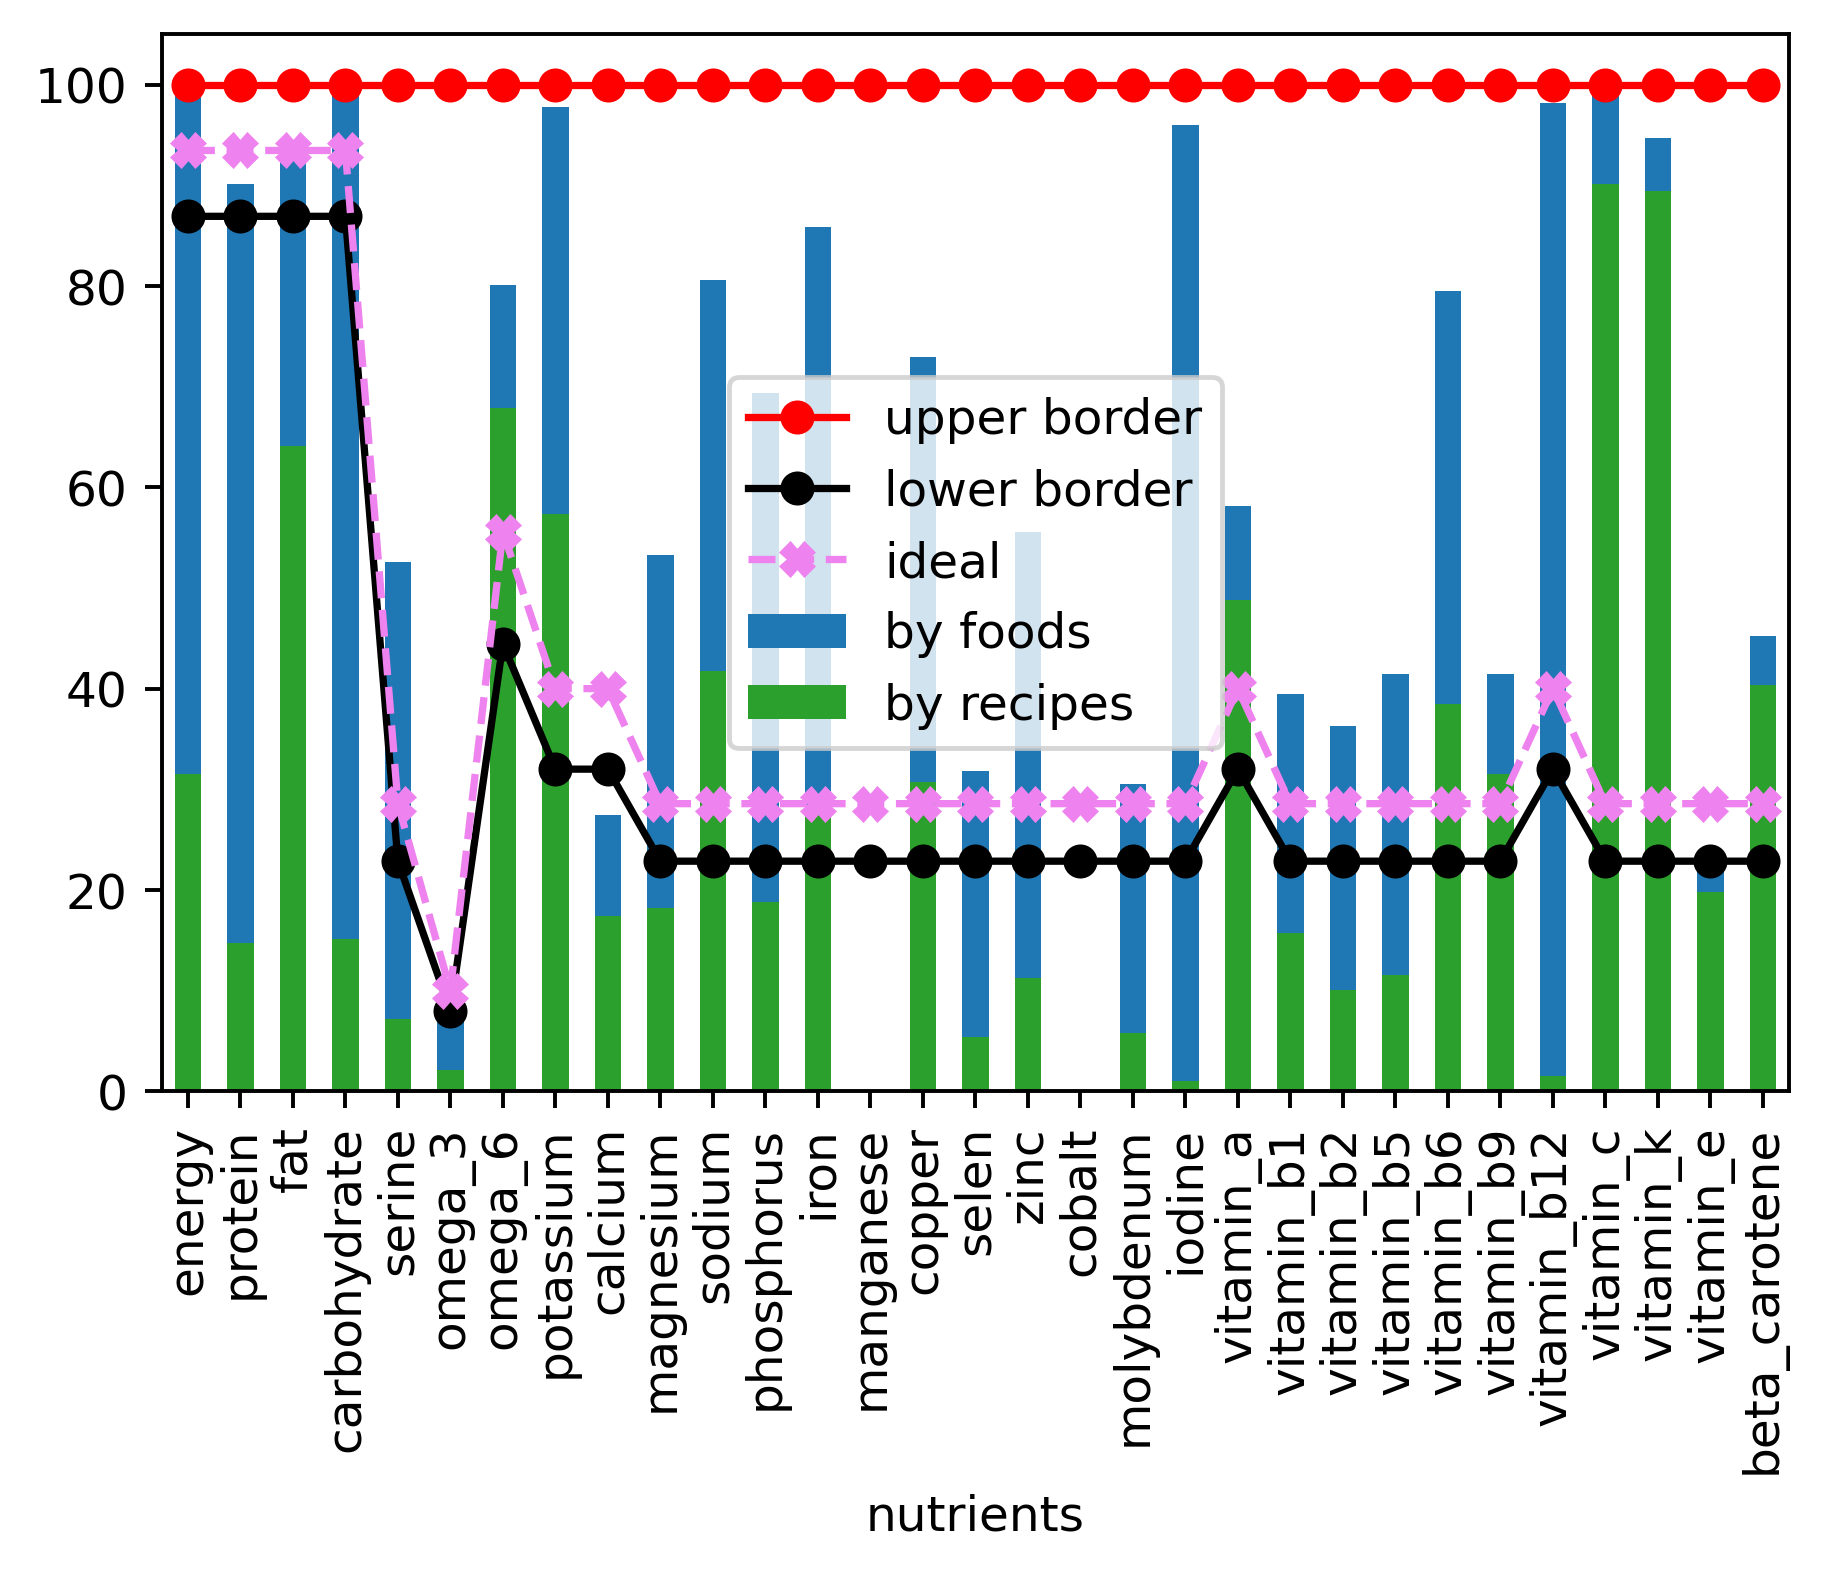 100
80
60
40
20
0
upper border
lower border
ideal
by foods
by recipes
energy
protein
fat
carbohydrate
serine
omega_3
omega_6
potassium
calcium
magnesium
sodium
phosphorus
iron
manganese
copper
selen
zinc
cobalt
molybdenum
iodine
vitamin_a
vitamin_b1
vitamin_b2
vitamin_b5
vitamin_b6
vitamin_b9
vitamin_b12
vitamin_c
vitamin_k
vitamin_e
beta_carotene
nutrients